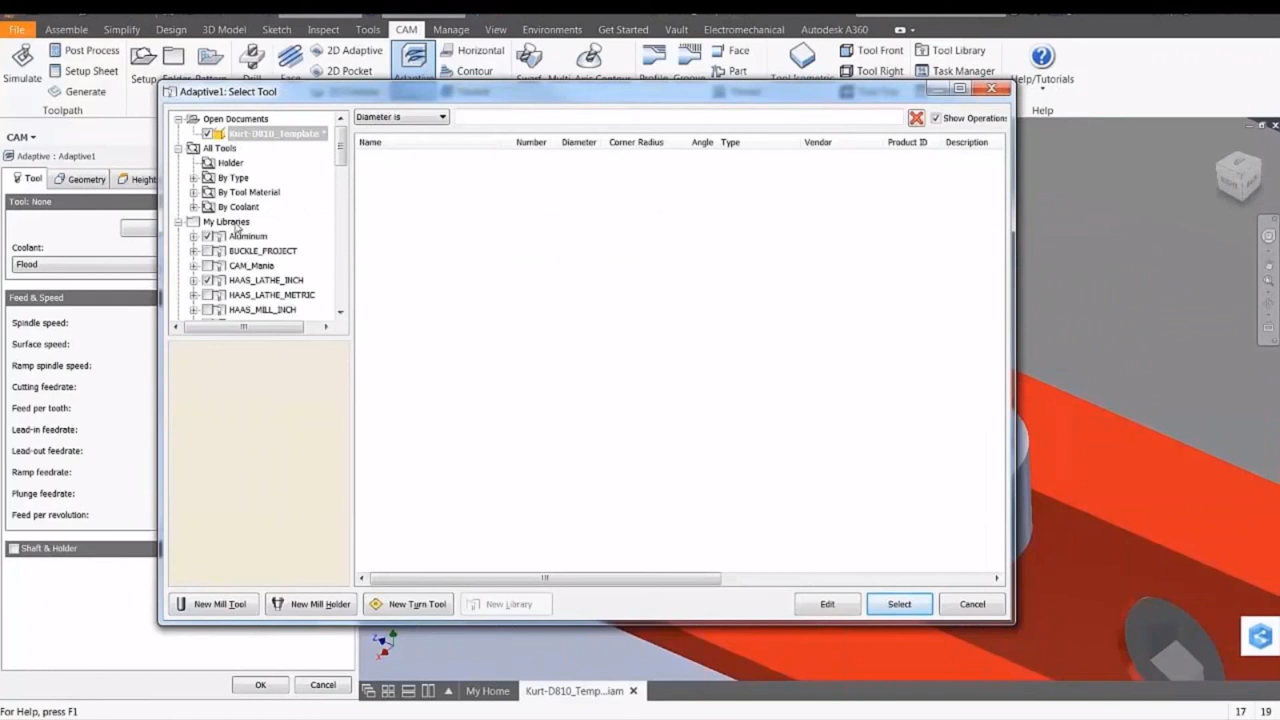 File Assemble Simplify Design 3D Model Sketch Inspect Tools CAM Manage View Environments Get Started Vault Electromechanical Autodesk A360
Post Process 2D Adaptive Horizontal Face Tool Front Tool Library
Simulate Setup Sheet 2D Pocket Contour Part Tool Right Task Manager Help/Tutorials
Generate
Toolpath Help
Adaptive1: Select Tool
CAM
Adaptive : Adaptive1
Tool Geometry Height
Tool: None
Coolant:
Flood
Feed & Speed
Spindle speed:
Surface speed:
Ramp spindle speed:
Cutting feedrate:
Feed per tooth:
Lead-in feedrate:
Lead-out feedrate:
Ramp feedrate:
Plunge feedrate:
Feed per revolution:
Shaft & Holder
OK Cancel
Open Documents
Kurt-D810_Template *
All Tools
Holder
By Type
By Tool Material
By Coolant
My Libraries
Aluminum
BUCKLE_PROJECT
CAM_Mania
HAAS_LATHE_INCH
HAAS_LATHE_METRIC
HAAS_MILL_INCH
Diameter is Show Operations
Name Number Diameter Corner Radius Angle Type Vendor Product ID Description
New Mill Tool New Mill Holder New Turn Tool New Library Edit Select Cancel
My Home Kurt-D810_Temp...iam
For Help, press F1 17 19